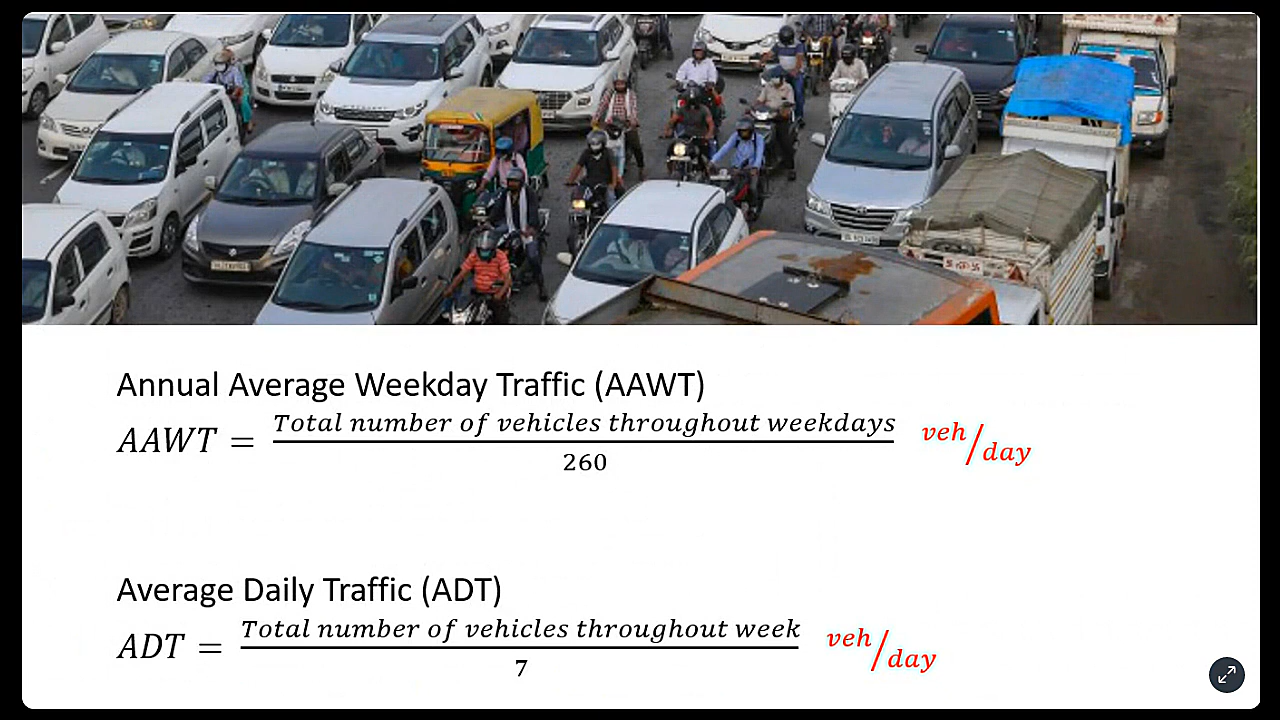 Annual Average Weekday Traffic (AAWT)
AAWT = Total number of vehicles throughout weekdays / 260 veh/day
Average Daily Traffic (ADT)
ADT = Total number of vehicles throughout week / 7 veh/day